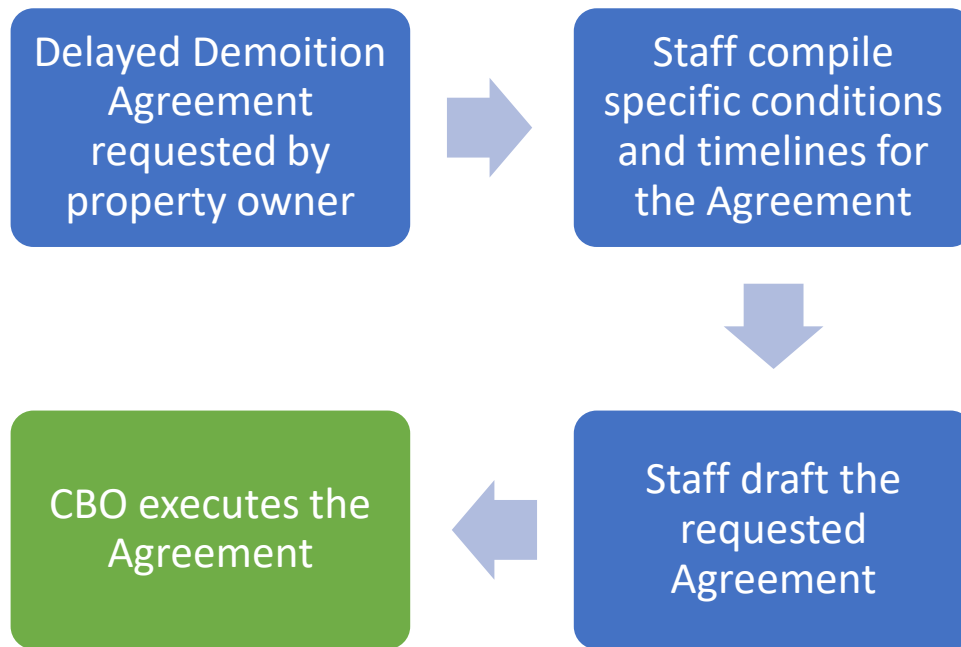 Delayed Demoition
Agreement
requested by
property owner
Staff compile
specific conditions
and timelines for
the Agreement
Staff draft the
requested
Agreement
CBO executes the
Agreement